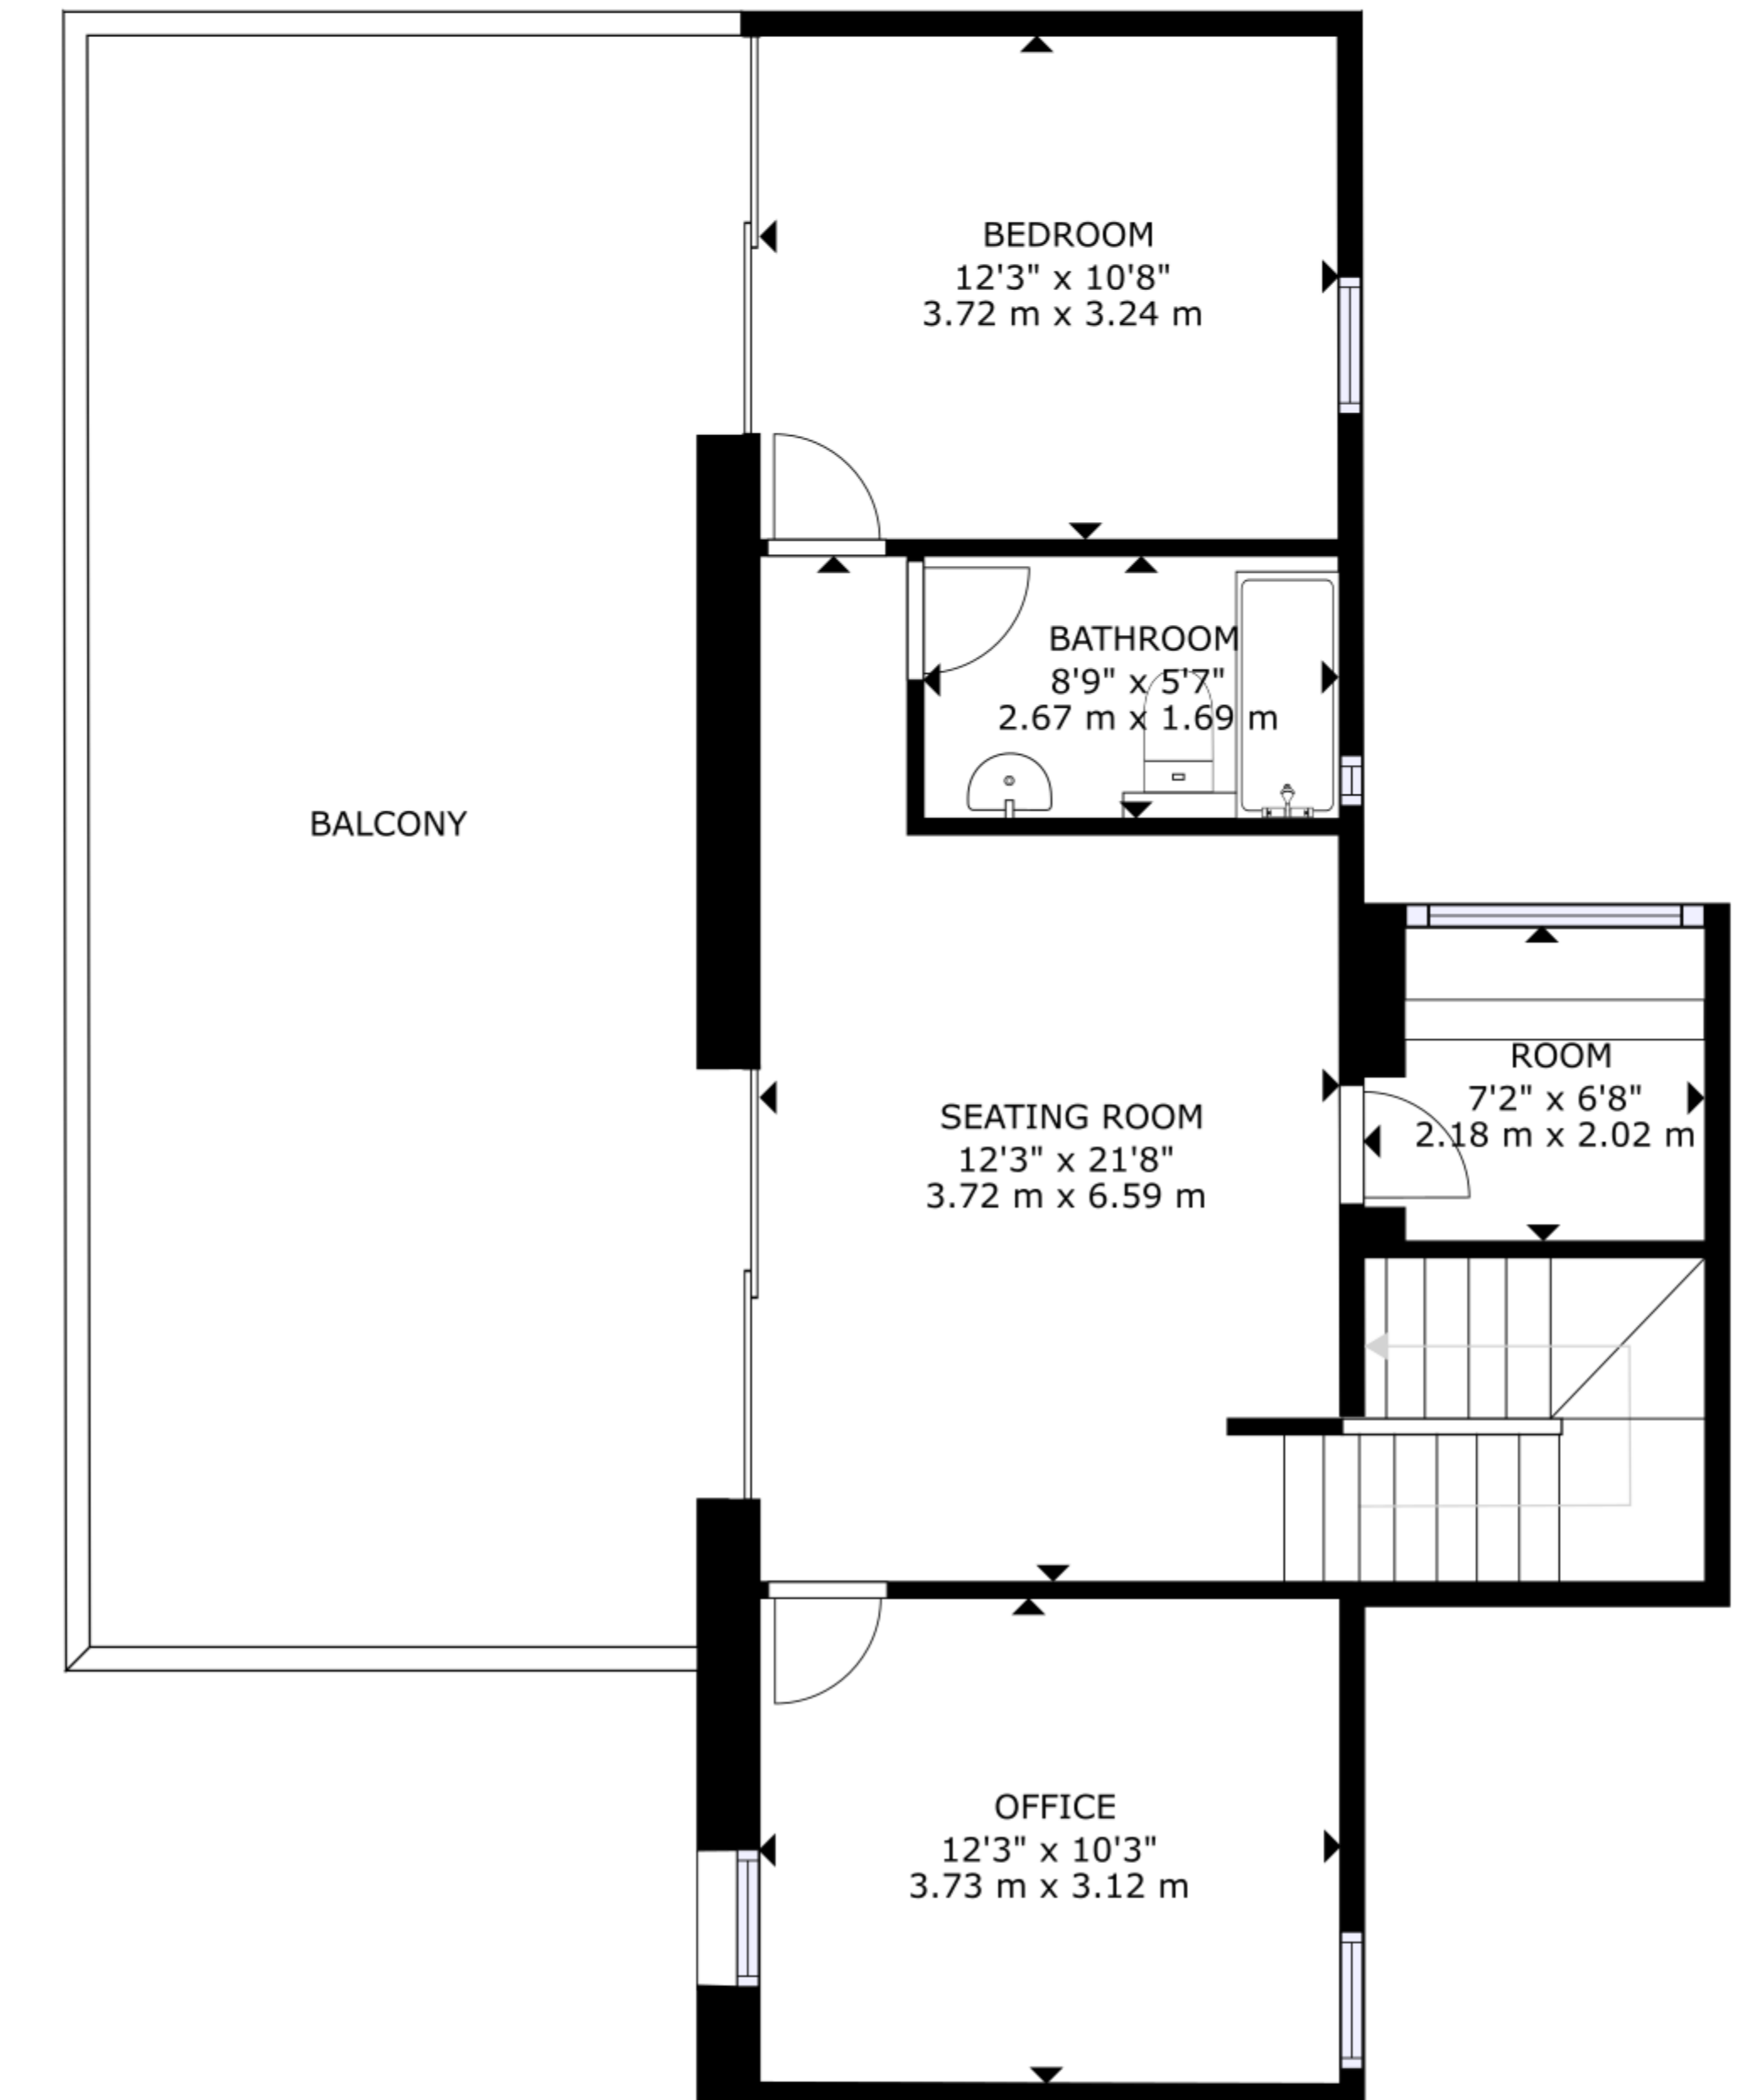 BEDROOM
12'3" x 10'8"
3.72 m x 3.24 m
BATHROOM
8'9" x 5'7"
2.67 m x 1.69 m
BALCONY
ROOM
7'2" x 6'8"
2.18 m x 2.02 m
SEATING ROOM
12'3" x 21'8"
3.72 m x 6.59 m
OFFICE
12'3" x 10'3"
3.73 m x 3.12 m